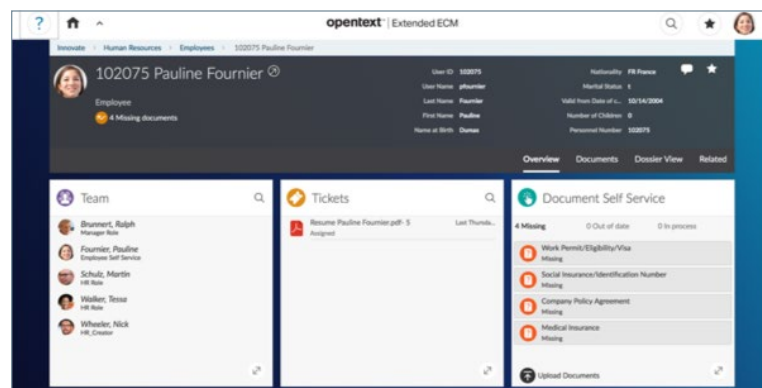 ?
opentext™ | Extended ECM
Innovate > Human Resources > Employees > 102075 Pauline Fournier
102075 Pauline Fournier
Employee
4 Missing documents
User ID 102075
User Name pfournier
Last Name Fournier
First Name Pauline
Name at Birth Dumas
Nationality FR France
Marital Status t
Valid from Date of c... 10/14/2004
Number of Children 0
Personnel Number 102075
Overview Documents Dossier View Related
Team
Brunnert, Ralph
Manager Role
Fournier, Pauline
Employee Self Service
Schulz, Martin
HR Role
Walker, Tessa
HR Role
Wheeler, Nick
HR_Creator
Tickets
Resume Pauline Fournier.pdf- 5 Last Thursda...
Assigned
Document Self Service
4 Missing 0 Out of date 0 In process
Work Permit/Eligibility/Visa
Missing
Social Insurance/Identification Number
Missing
Company Policy Agreement
Missing
Medical Insurance
Missing
Upload Documents